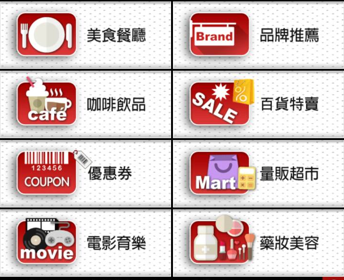 美食餐廳
Brand
品牌推薦
café
咖啡飲品
SALE
%
百貨特賣
123456
COUPON
優惠券
Mart
量販超市
movie
電影育樂
藥妝美容